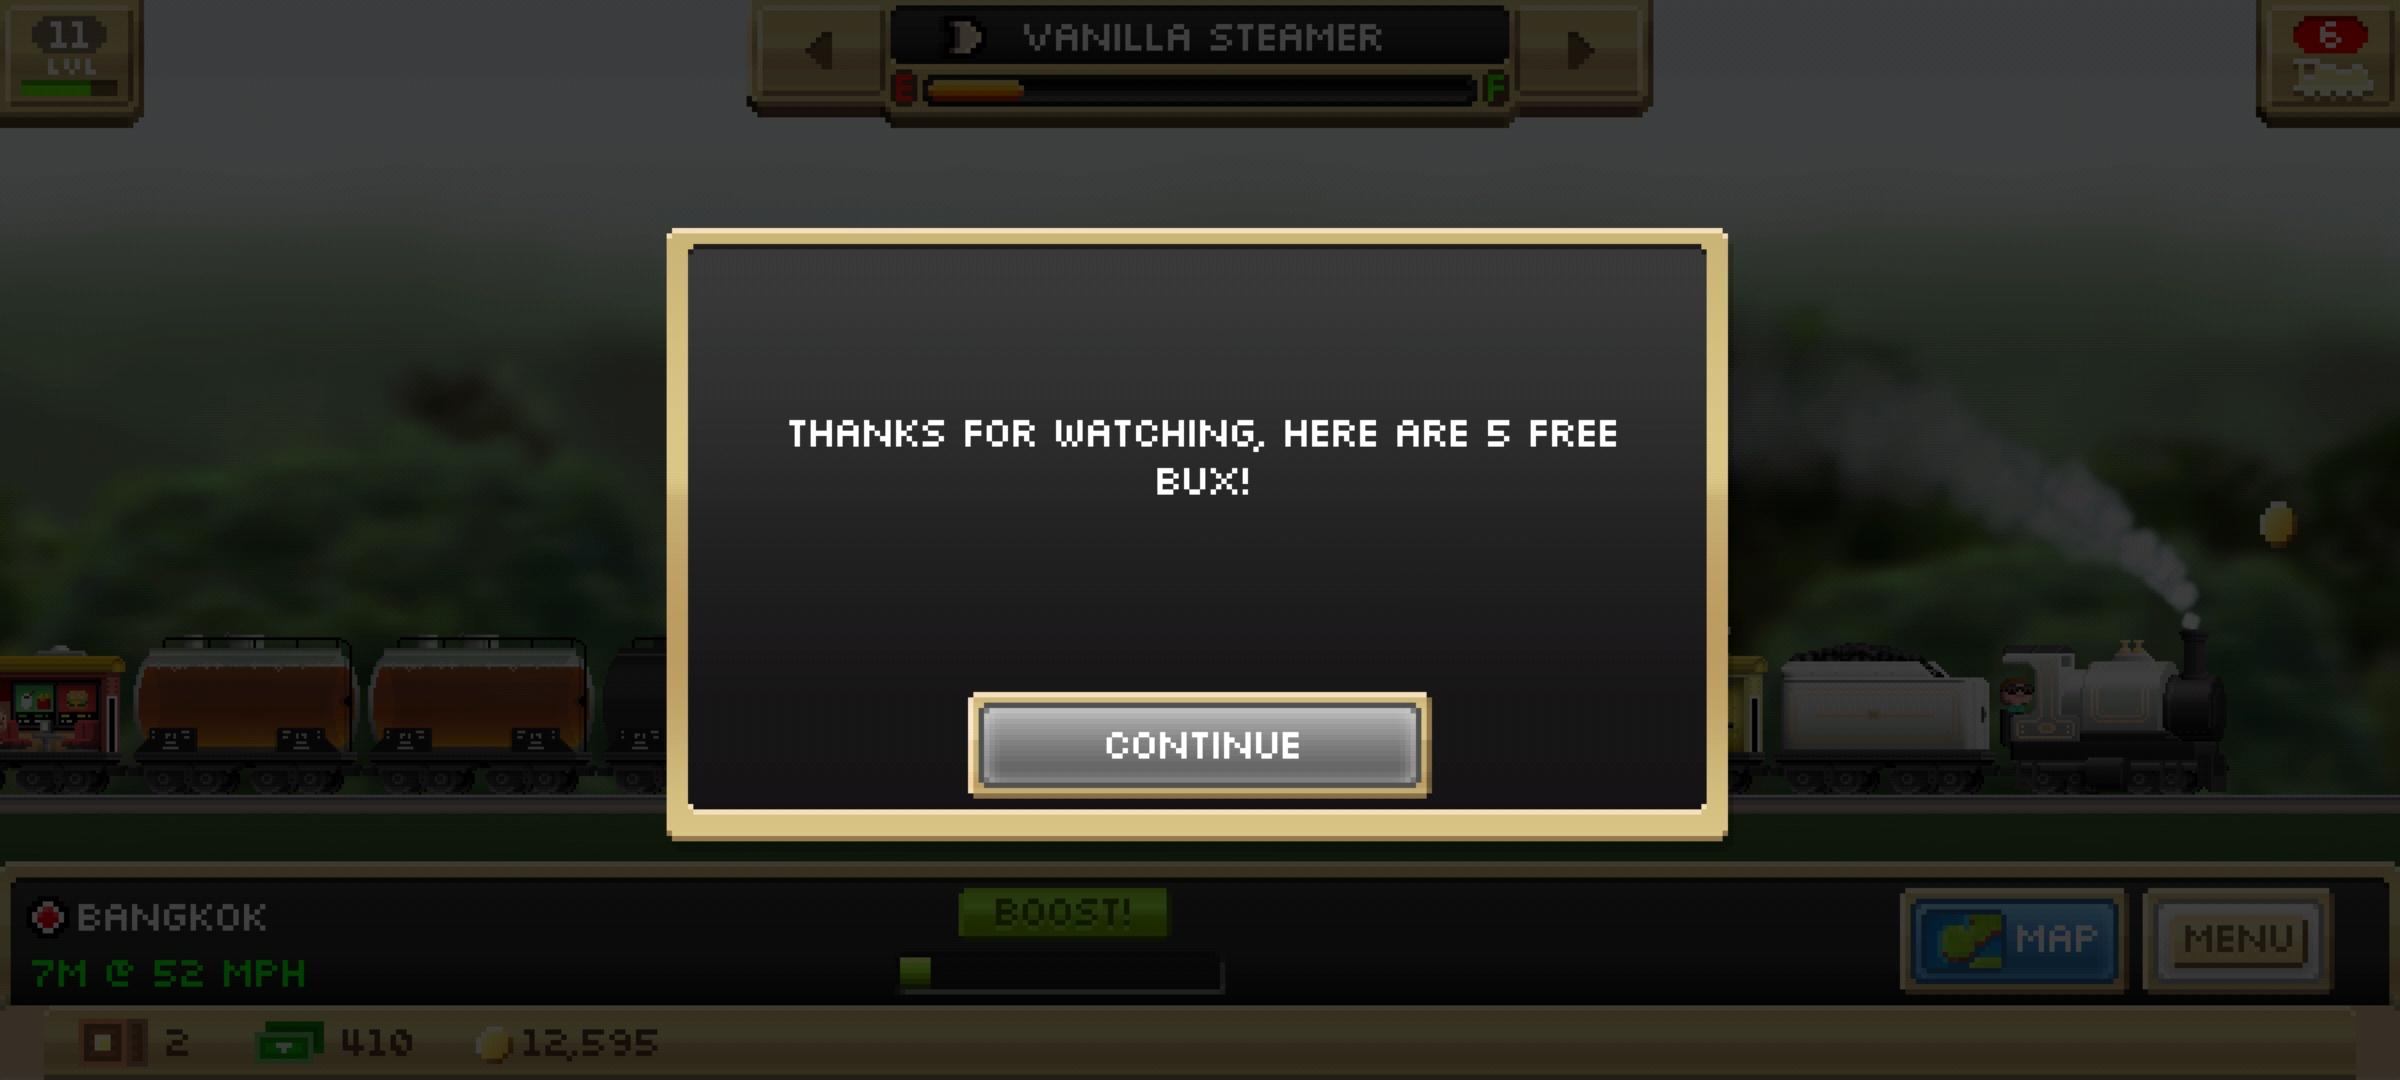 11
LVL
VANILLA STEAMER
E F
6
THANKS FOR WATCHING, HERE ARE 5 FREE
BUX!
CONTINUE
BANGKOK
7M @ 52 MPH
BOOST!
MAP
MENU
2 410 12,595